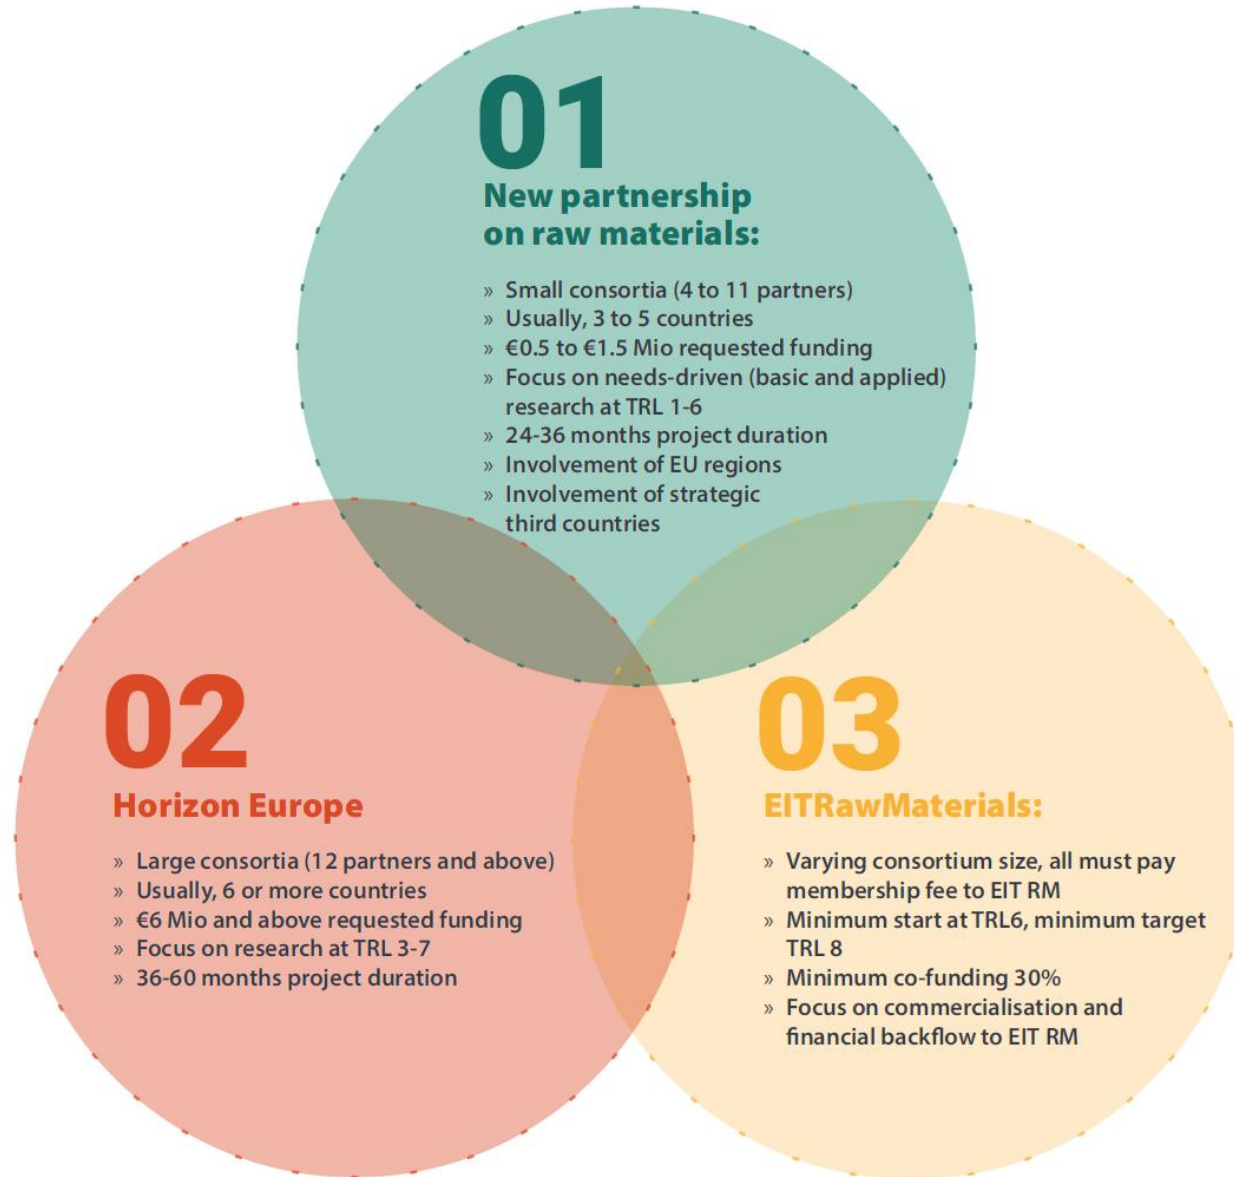 01
New partnership
on raw materials:
» Small consortia (4 to 11 partners)
» Usually, 3 to 5 countries
» €0.5 to €1.5 Mio requested funding
» Focus on needs-driven (basic and applied)
research at TRL 1-6
» 24-36 months project duration
» Involvement of EU regions
» Involvement of strategic
third countries
02
Horizon Europe
» Large consortia (12 partners and above)
» Usually, 6 or more countries
» €6 Mio and above requested funding
» Focus on research at TRL 3-7
» 36-60 months project duration
03
EITRawMaterials:
» Varying consortium size, all must pay
membership fee to EIT RM
» Minimum start at TRL6, minimum target
TRL 8
» Minimum co-funding 30%
» Focus on commercialisation and
financial backflow to EIT RM